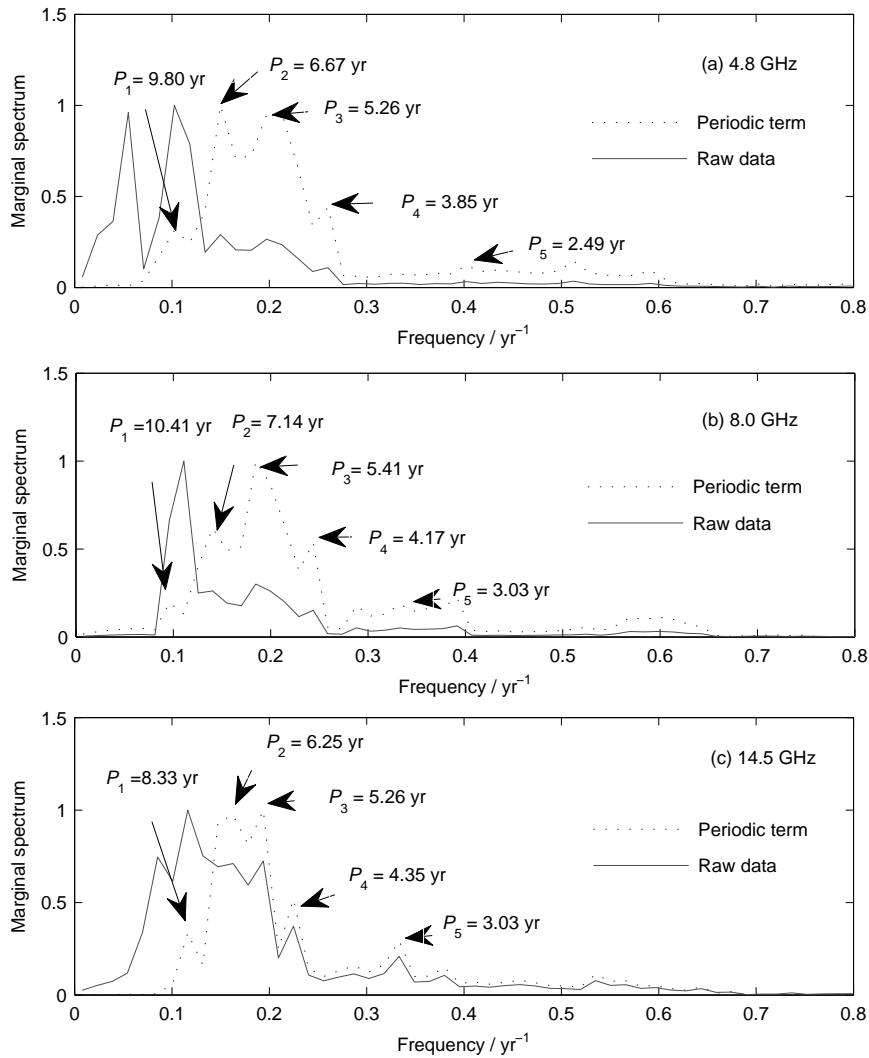 1.5
(a) 4.8 GHz
P2 = 6.67 yr
P1= 9.80 yr
P3 = 5.26 yr
1
Periodic term
Raw data
Marginal spectrum
0.5
P4 = 3.85 yr
P5 = 2.49 yr
0
0 0.1 0.2 0.3 0.4 0.5 0.6 0.7 0.8
Frequency / yr−1
1.5
(b) 8.0 GHz
P2 = 7.14 yr
P1 =10.41 yr
P3= 5.41 yr
1
Periodic term
Raw data
Marginal spectrum
0.5
P4 = 4.17 yr
P5 = 3.03 yr
0
0 0.1 0.2 0.3 0.4 0.5 0.6 0.7 0.8
Frequency / yr−1
1.5
P2 = 6.25 yr
(c) 14.5 GHz
P1 =8.33 yr
P3 = 5.26 yr
1
Periodic term
Raw data
Marginal spectrum
0.5
P4 = 4.35 yr
P5 = 3.03 yr
0
0 0.1 0.2 0.3 0.4 0.5 0.6 0.7 0.8
Frequency / yr−1